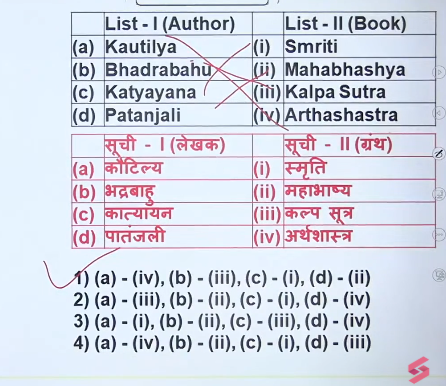 List - I (Author) List - II (Book)
(a) Kautilya (i) Smriti
(b) Bhadrabahu (ii) Mahabhashya
(c) Katyayana (iii) Kalpa Sutra
(d) Patanjali (iv) Arthashastra
सूची - I (लेखक) सूची - II (ग्रंथ)
(a) कौटिल्य (i) स्मृति
(b) भद्रबाहु (ii) महाभाष्य
(c) कात्यायन (iii) कल्प सूत्र
(d) पातंजली (iv) अर्थशास्त्र
1) (a) - (iv), (b) - (iii), (c) - (i), (d) - (ii)
2) (a) - (iii), (b) - (ii), (c) - (i), (d) - (iv)
3) (a) - (i), (b) - (ii), (c) - (iii), (d) - (iv)
4) (a) - (iv), (b) - (ii), (c) - (i), (d) - (iii)